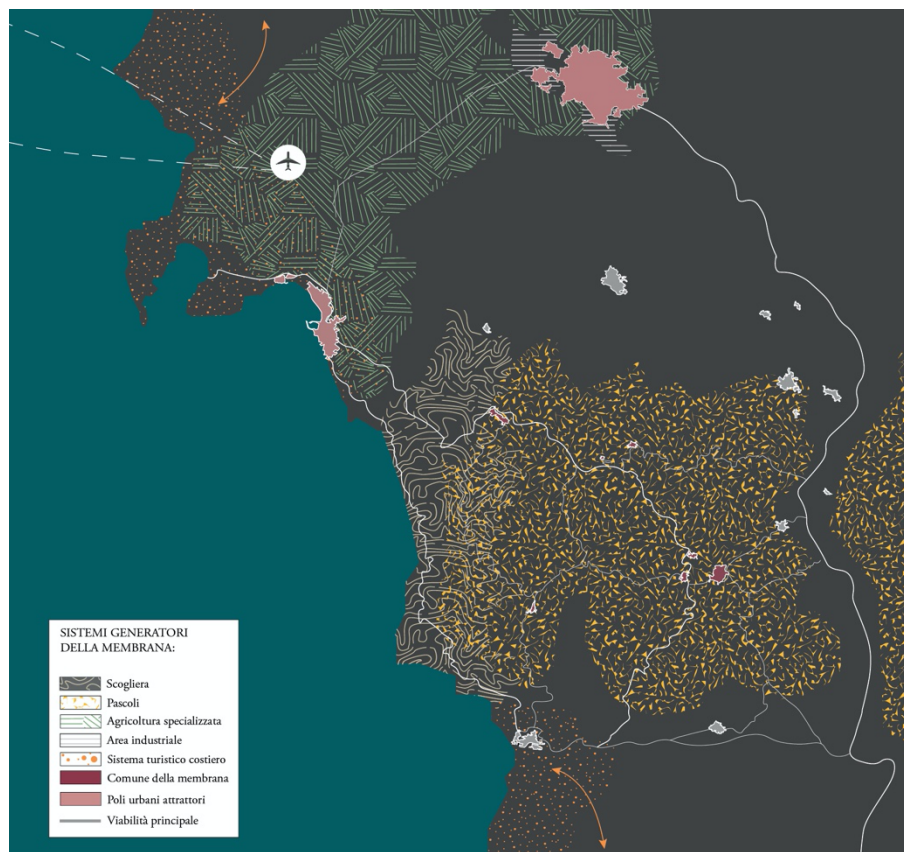 SISTEMI GENERATORI
DELLA MEMBRANA:
Scogliera
Pascoli
Agricoltura specializzata
Area industriale
Sistema turistico costiero
Comune della membrana
Poli urbani attrattori
Viabilità principale